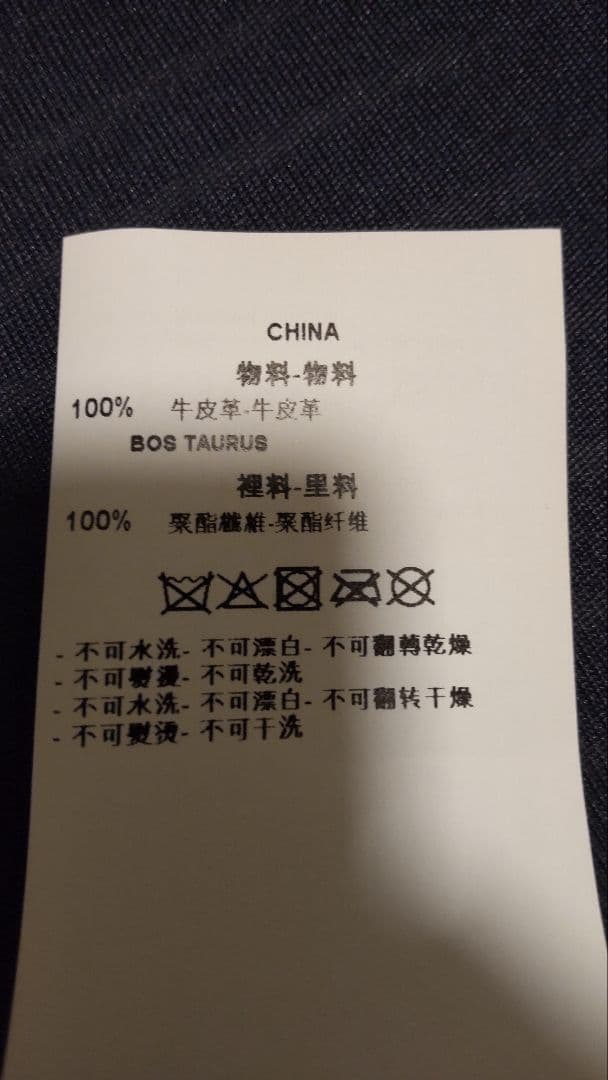 CHINA
物料-物料
100% 牛皮革-牛皮革
BOS TAURUS
裡料-里料
100% 聚酯纖維-聚酯纤维
- 不可水洗- 不可漂白- 不可翻轉乾燥
- 不可熨燙- 不可乾洗
- 不可水洗- 不可漂白- 不可翻转干燥
- 不可熨烫- 不可干洗